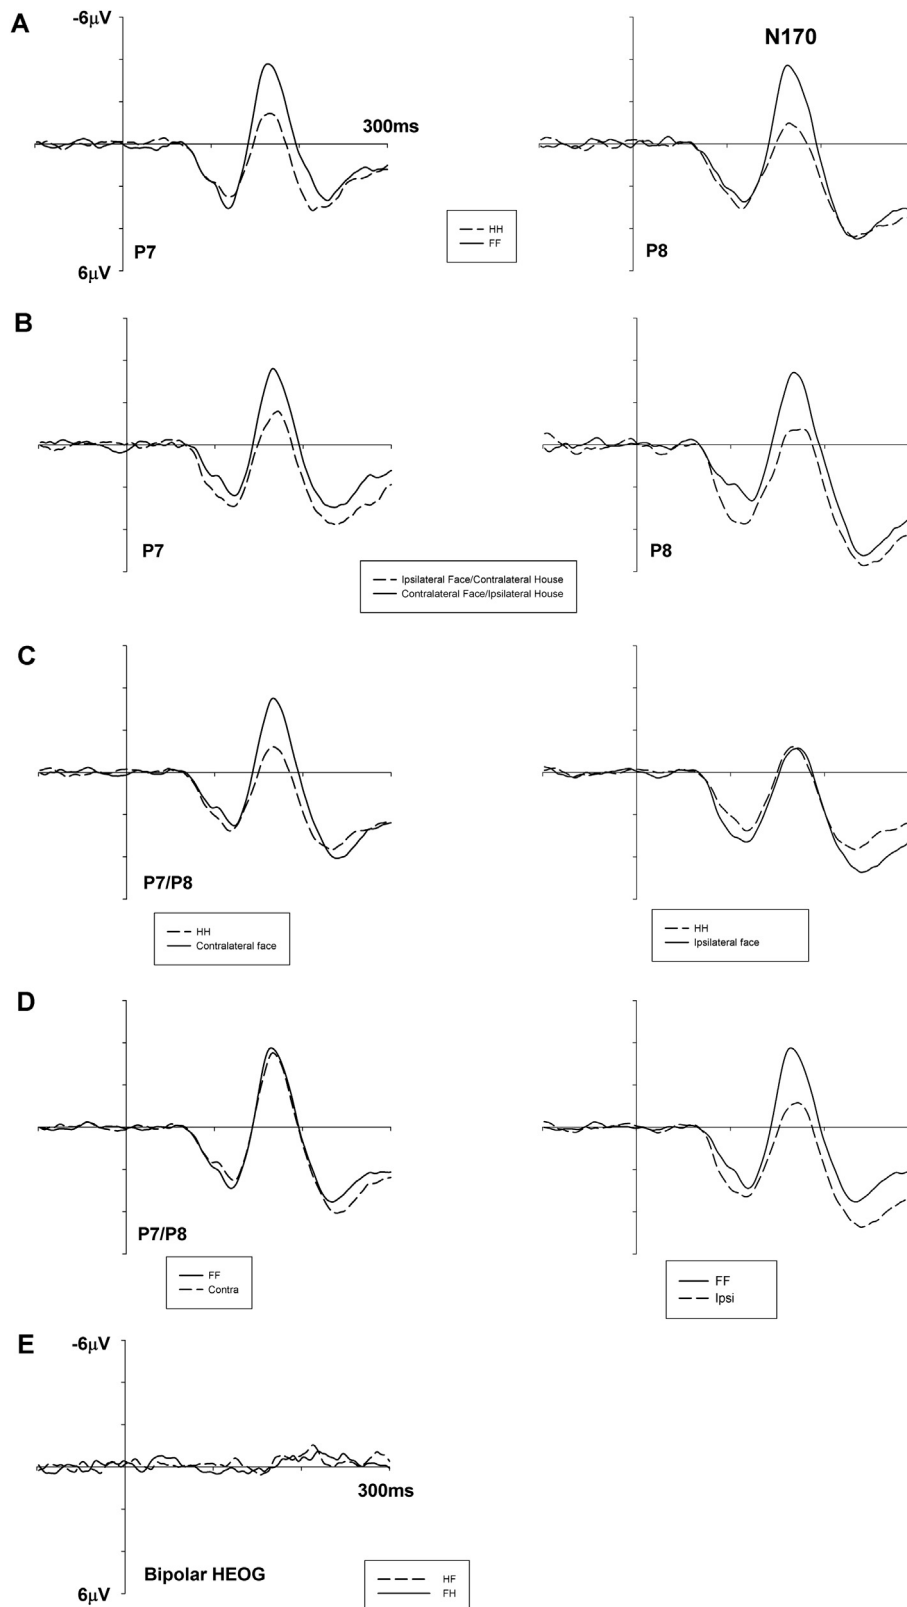 A
-6µV
N170
300ms
HH
FF
P7
P8
6µV
B
P7
P8
Ipsilateral Face/Contralateral House
Contralateral Face/Ipsilateral House
C
P7/P8
HH
Contralateral face
HH
Ipsilateral face
D
P7/P8
FF
Contra
FF
Ipsi
E
-6µV
300ms
Bipolar HEOG
HF
FH
6µV